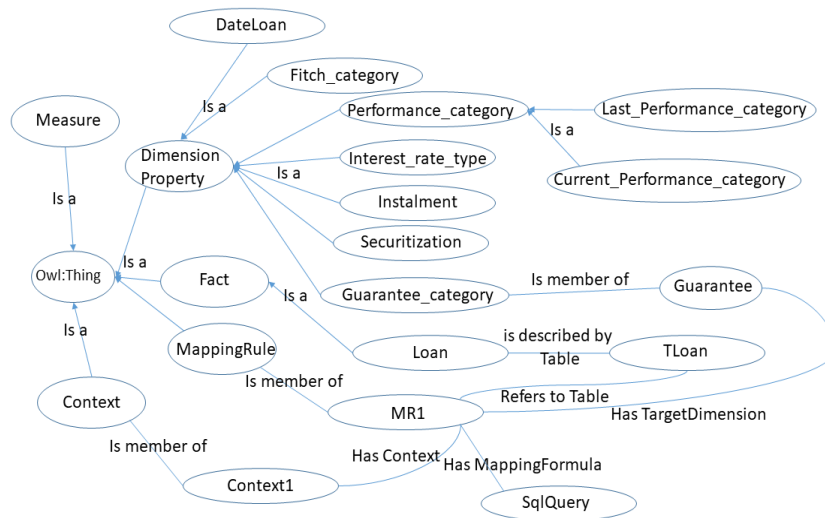 DateLoan
Fitch_category
Is a
Performance_category
Last_Performance_category
Measure
Is a
Dimension
Property
Interest_rate_type
Is a
Current_Performance_category
Instalment
Is a
Securitization
Owl:Thing
Is a
Fact
Is a
Guarantee_category
Is member of
Guarantee
Is a
MappingRule
Loan
is described by
Table
TLoan
Is member of
Context
MR1
Refers to Table
Has TargetDimension
Is member of
Has Context
Has MappingFormula
Context1
SqlQuery